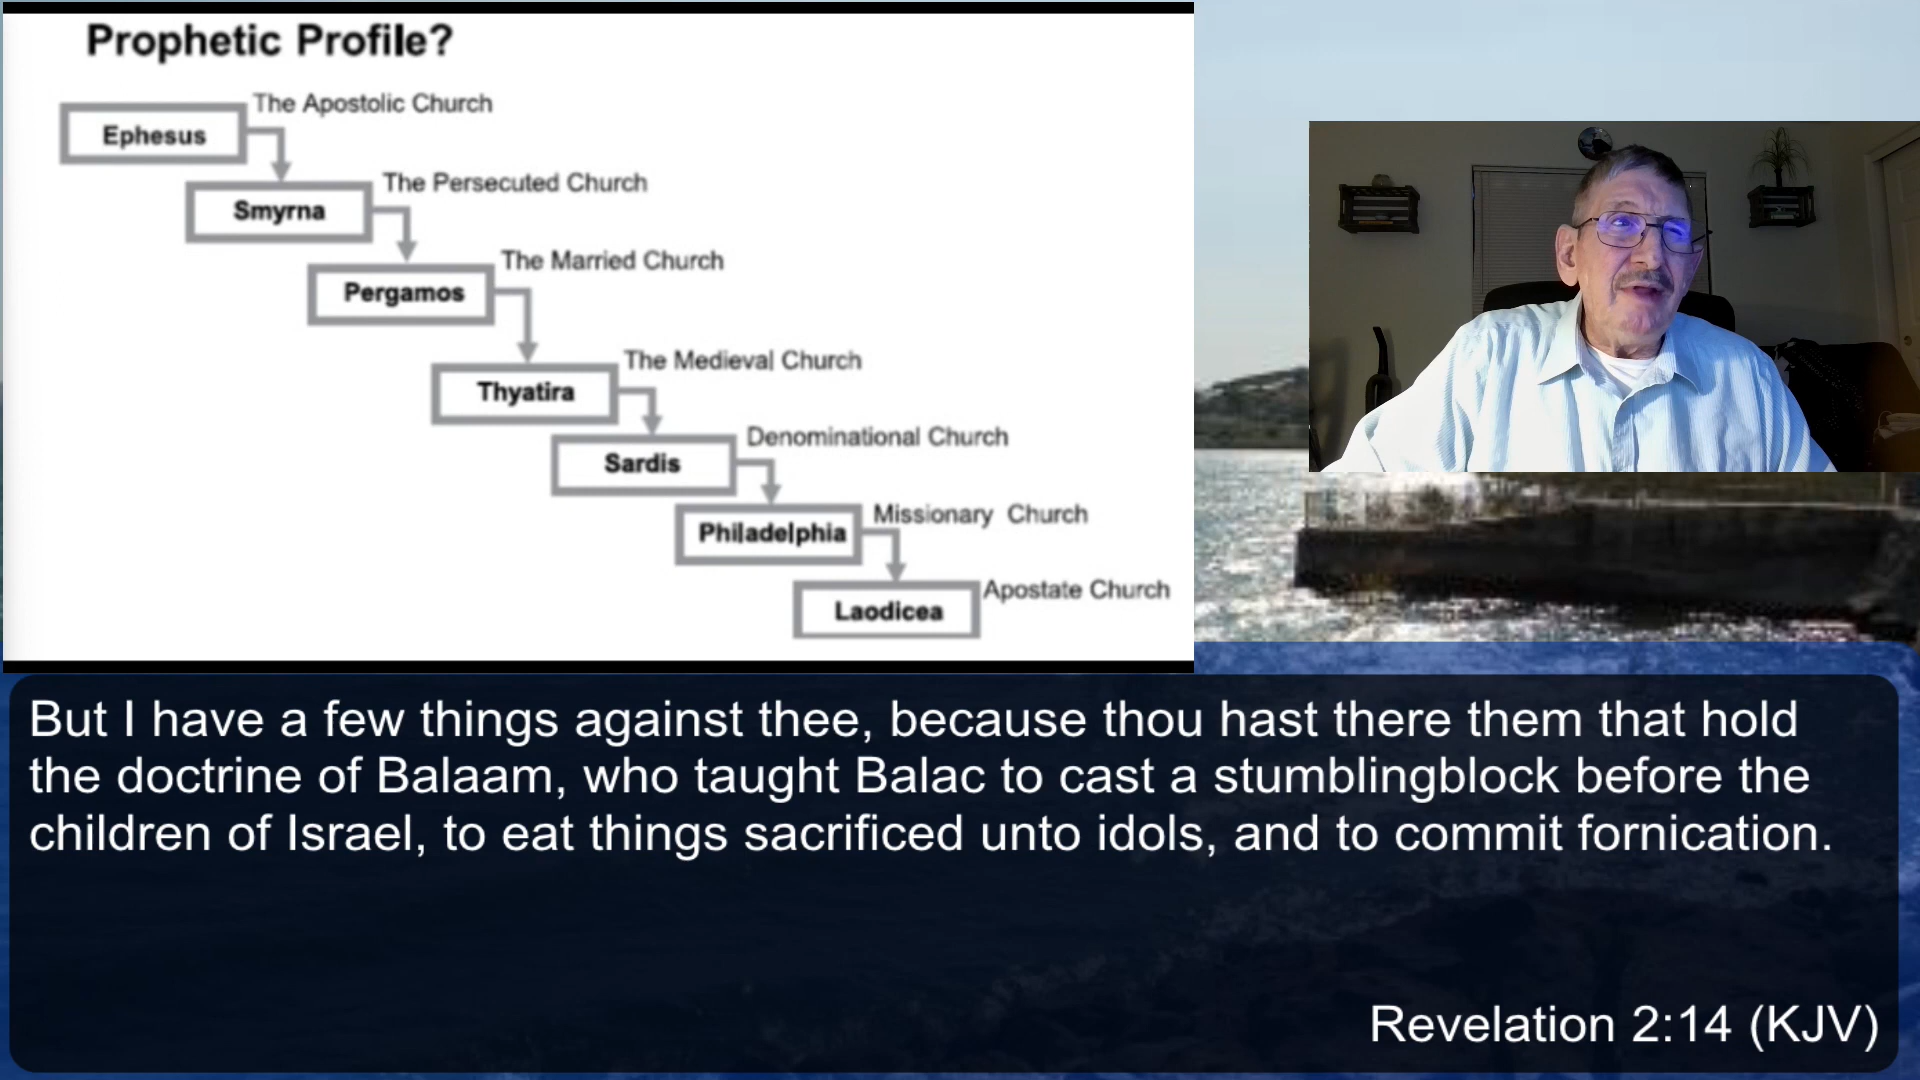 Prophetic Profile?
The Apostolic Church
Ephesus
The Persecuted Church
Smyrna
The Married Church
Pergamos
The Medieval Church
Thyatira
Denominational Church
Sardis
Missionary Church
Philadelphia
Apostate Church
Laodicea
But I have a few things against thee, because thou hast there them that hold
the doctrine of Balaam, who taught Balac to cast a stumblingblock before the
children of Israel, to eat things sacrificed unto idols, and to commit fornication.
Revelation 2:14 (KJV)